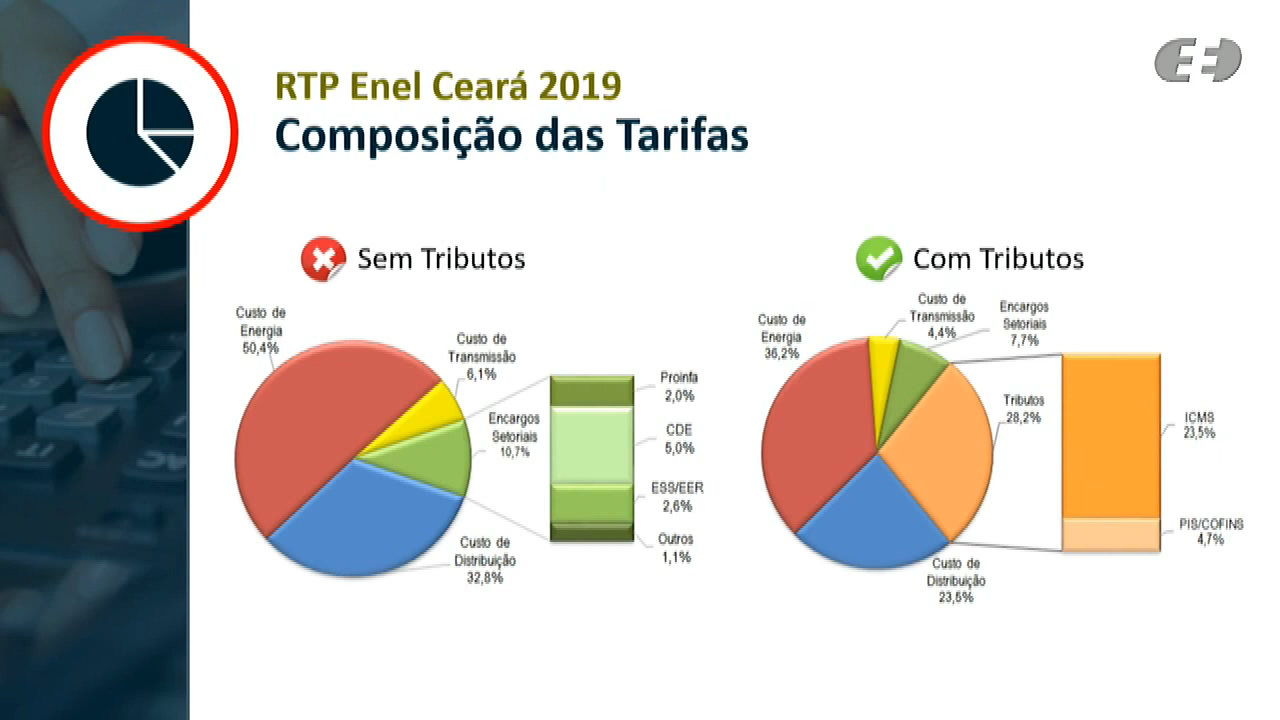 RTP Enel Ceará 2019
Composição das Tarifas
Sem Tributos
Custo de
Energia
50,4%
Custo de
Transmissão
6,1%
Encargos
Setoriais
10,7%
Custo de
Distribuição
32,8%
Proinfa
2,0%
CDE
5,0%
ESS/EER
2,6%
Outros
1,1%
Com Tributos
Custo de
Energia
36,2%
Custo de
Transmissão
4,4%
Encargos
Setoriais
7,7%
Tributos
28,2%
Custo de
Distribuição
23,6%
ICMS
23,5%
PIS/COFINS
4,7%